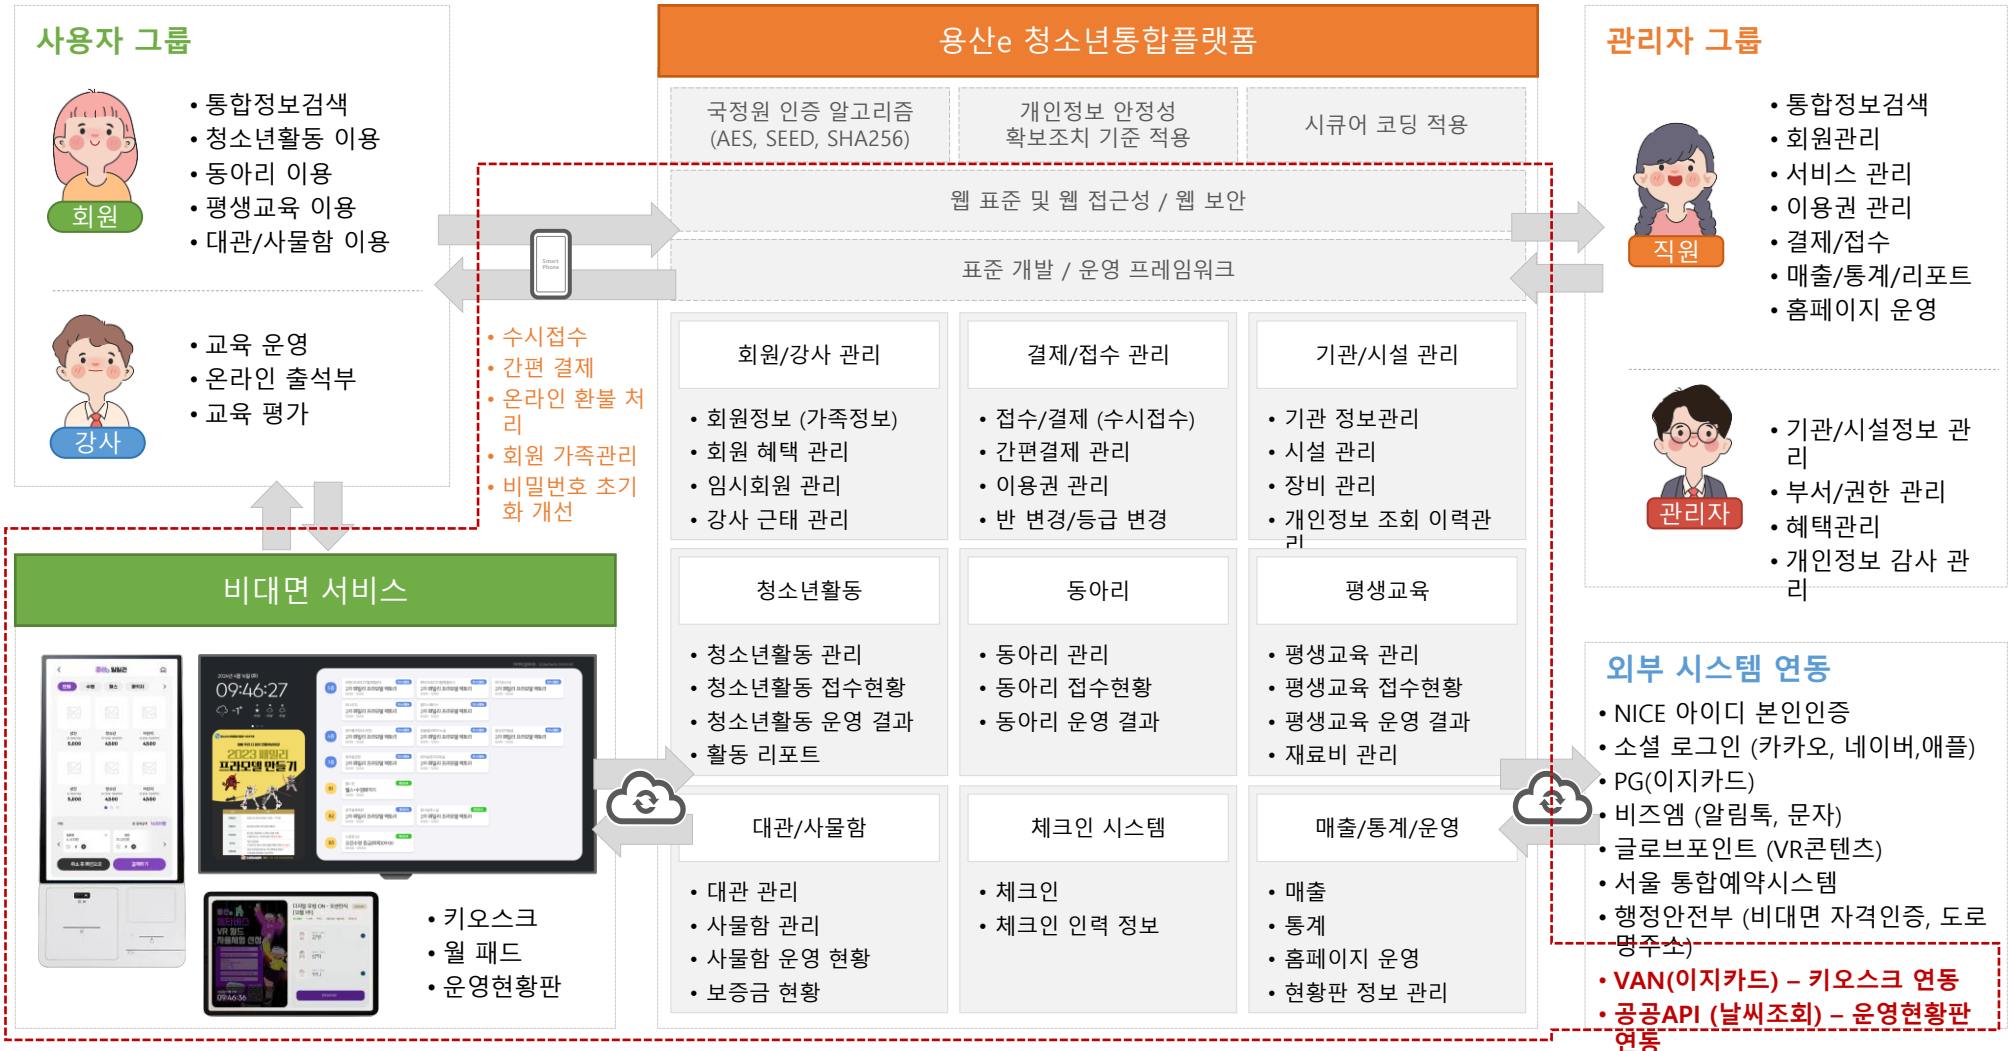 사용자 그룹
• 통합정보검색
• 청소년활동 이용
• 동아리 이용
• 평생교육 이용
• 대관/사물함 이용
회원
• 교육 운영
• 온라인 출석부
• 교육 평가
강사
Smart
Phone
• 수시접수
• 간편 결제
• 온라인 환불 처
리
• 회원 가족관리
• 비밀번호 초기
화 개선
용산e 청소년통합플랫폼
국정원 인증 알고리즘
(AES, SEED, SHA256)
개인정보 안정성
확보조치 기준 적용
시큐어 코딩 적용
웹 표준 및 웹 접근성 / 웹 보안
표준 개발 / 운영 프레임워크
회원/강사 관리
• 회원정보 (가족정보)
• 회원 혜택 관리
• 임시회원 관리
• 강사 근태 관리
결제/접수 관리
• 접수/결제 (수시접수)
• 간편결제 관리
• 이용권 관리
• 반 변경/등급 변경
기관/시설 관리
• 기관 정보관리
• 시설 관리
• 장비 관리
• 개인정보 조회 이력관
리
청소년활동
• 청소년활동 관리
• 청소년활동 접수현황
• 청소년활동 운영 결과
• 활동 리포트
동아리
• 동아리 관리
• 동아리 접수현황
• 동아리 운영 결과
평생교육
• 평생교육 관리
• 평생교육 접수현황
• 평생교육 운영 결과
• 재료비 관리
대관/사물함
• 대관 관리
• 사물함 관리
• 사물함 운영 현황
• 보증금 현황
체크인 시스템
• 체크인
• 체크인 인력 정보
매출/통계/운영
• 매출
• 통계
• 홈페이지 운영
• 현황판 정보 관리
관리자 그룹
• 통합정보검색
• 회원관리
• 서비스 관리
• 이용권 관리
• 결제/접수
• 매출/통계/리포트
• 홈페이지 운영
직원
• 기관/시설정보 관
리
• 부서/권한 관리
• 혜택관리
• 개인정보 감사 관
리
관리자
외부 시스템 연동
• NICE 아이디 본인인증
• 소셜 로그인 (카카오, 네이버,애플)
• PG(이지카드)
• 비즈엠 (알림톡, 문자)
• 글로브포인트 (VR콘텐츠)
• 서울 통합예약시스템
• 행정안전부 (비대면 자격인증, 도로
명주소)
• VAN(이지카드) – 키오스크 연동
• 공공API (날씨조회) – 운영현황판
연동
비대면 서비스
5,000 4,500 4,500
5,000 4,500 4,500
09:46:27
2023 패밀리
프라모델 만들기
VR 월드
09:46:36
• 키오스크
• 월 패드
• 운영현황판